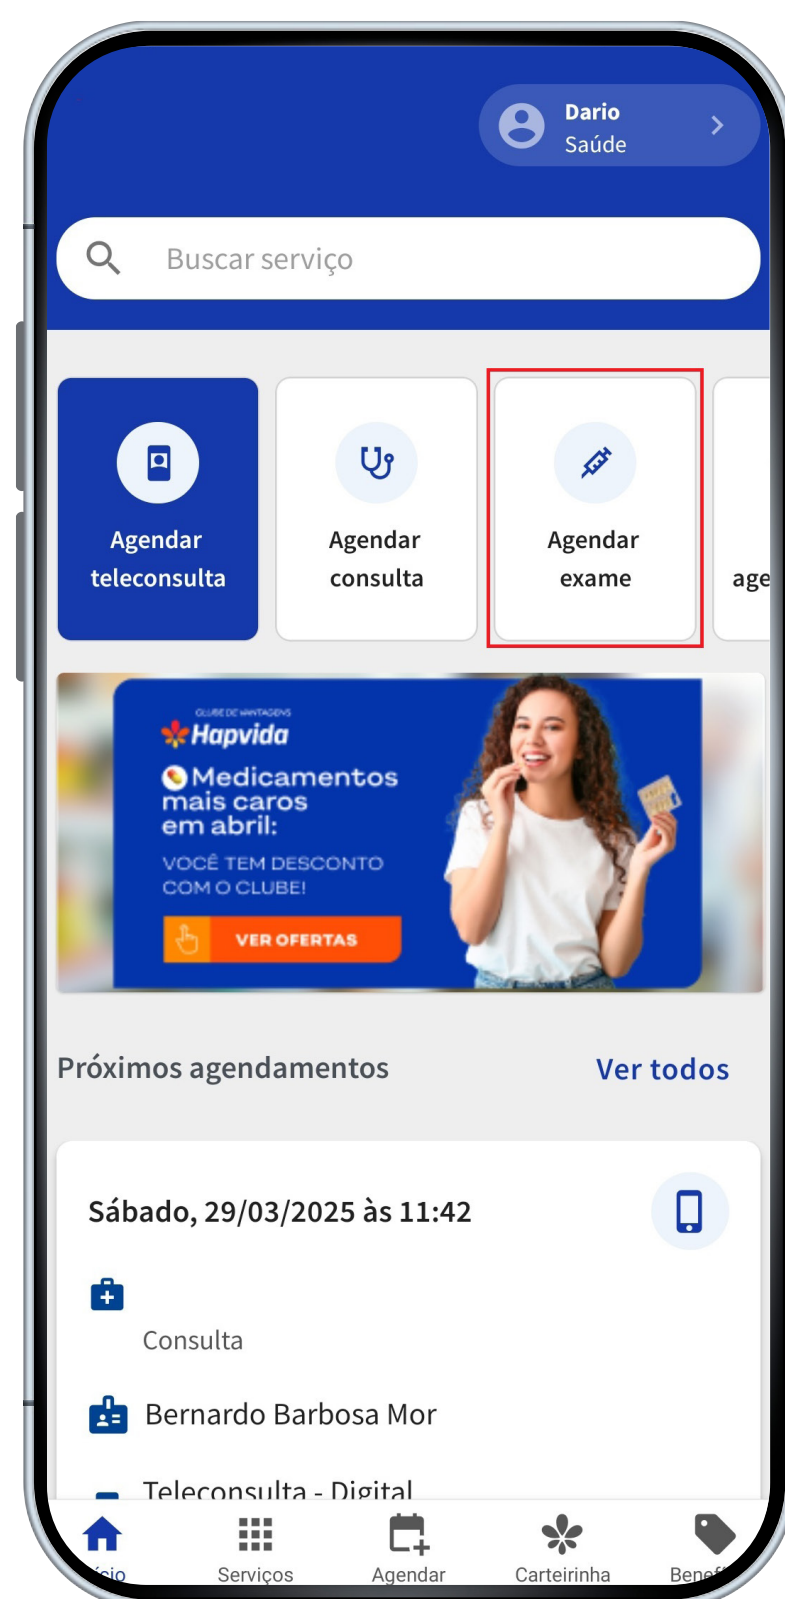 Dario
Saúde
Buscar serviço
Agendar
teleconsulta
Agendar
consulta
Agendar
exame
age
CLUBE DE VANTAGENS
Hapvida
Medicamentos
mais caros
em abril:
VOCÊ TEM DESCONTO
COM O CLUBE!
VER OFERTAS
Próximos agendamentos
Ver todos
Sábado, 29/03/2025 às 11:42
Consulta
Bernardo Barbosa Mor
Teleconsulta - Digital
Serviços
Agendar
Carteirinha